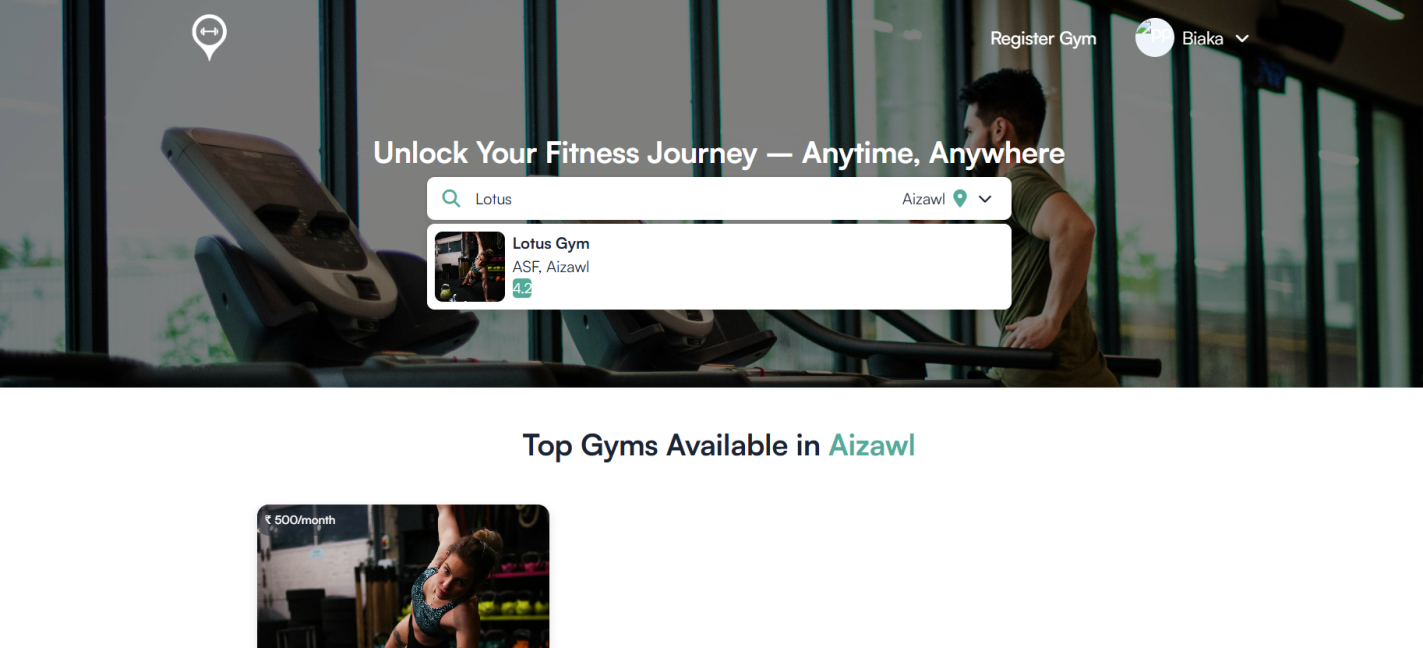 Register Gym
Biaka
Unlock Your Fitness Journey — Anytime, Anywhere
Lotus
Aizawl
Lotus Gym
ASF, Aizawl
4.2
Top Gyms Available in Aizawl
₹ 500/month